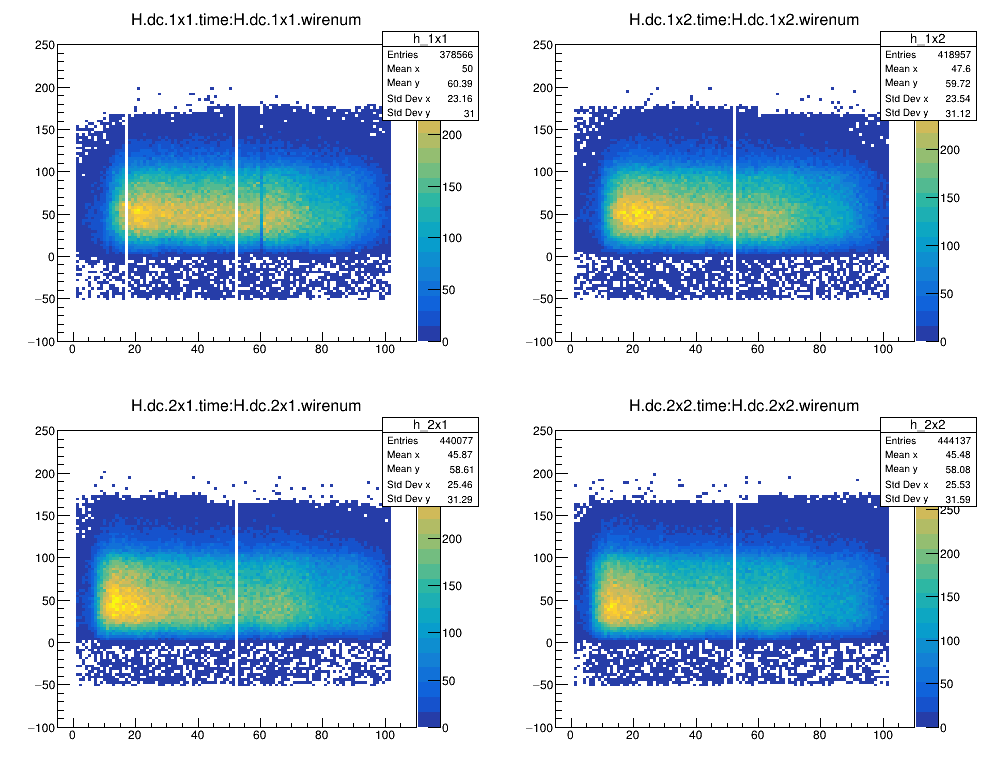 H.dc.1x1.time:H.dc.1x1.wirenum
h_1x1
Entries 378566
Mean x 50
Mean y 60.39
Std Dev x 23.16
Std Dev y 31
250
200
150
100
50
0
−50
−100
0 20 40 60 80 100
200
150
100
50
0
H.dc.1x2.time:H.dc.1x2.wirenum
h_1x2
Entries 418957
Mean x 47.6
Mean y 59.72
Std Dev x 23.54
Std Dev y 31.12
250
200
150
100
50
0
−50
−100
0 20 40 60 80 100
200
150
100
50
0
H.dc.2x1.time:H.dc.2x1.wirenum
h_2x1
Entries 440077
Mean x 45.87
Mean y 58.61
Std Dev x 25.46
Std Dev y 31.29
250
200
150
100
50
0
−50
−100
0 20 40 60 80 100
200
150
100
50
0
H.dc.2x2.time:H.dc.2x2.wirenum
h_2x2
Entries 444137
Mean x 45.48
Mean y 58.08
Std Dev x 25.53
Std Dev y 31.59
250
200
150
100
50
0
−50
−100
0 20 40 60 80 100
250
200
150
100
50
0